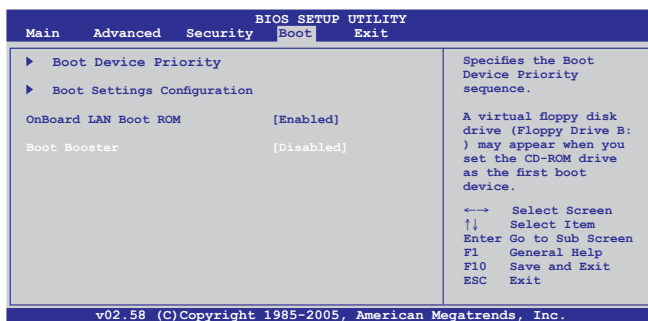 BIOS SETUP UTILITY
Main Advanced Security Boot Exit
▶ Boot Device Priority
▶ Boot Settings Configuration
OnBoard LAN Boot ROM [Enabled]
Boot Booster [Disabled]
Specifies the Boot
Device Priority
sequence.
A virtual floppy disk
drive (Floppy Drive B:
) may appear when you
set the CD-ROM drive
as the first boot
device.
←→ Select Screen
↑↓ Select Item
Enter Go to Sub Screen
F1 General Help
F10 Save and Exit
ESC Exit
v02.58 (C)Copyright 1985-2005, American Megatrends, Inc.